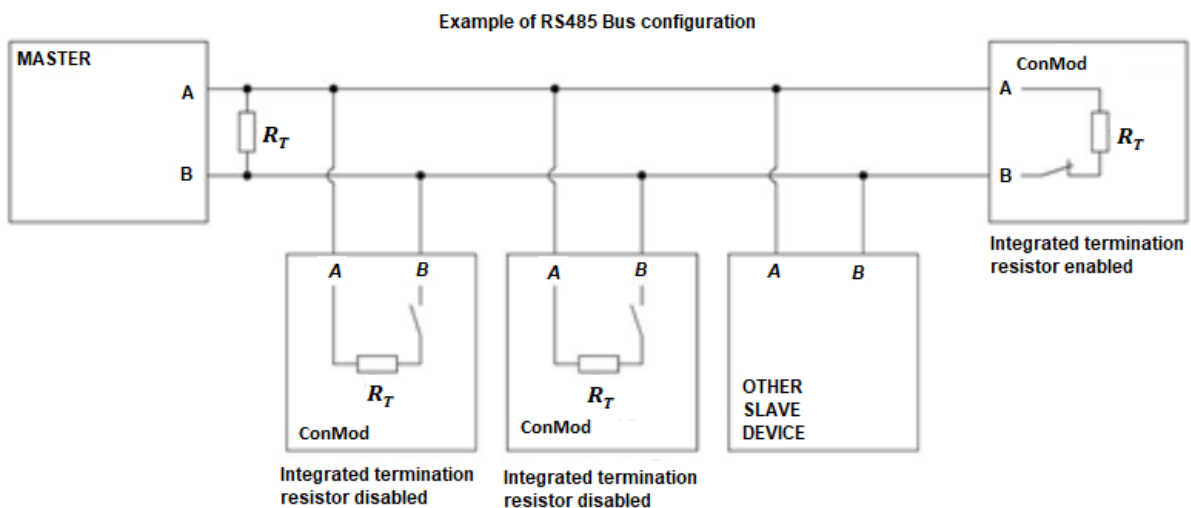 Example of RS485 Bus configuration
MASTER
A
B
R_T
ConMod
A
B
R_T
Integrated termination
resistor enabled
A B
R_T
ConMod
Integrated termination
resistor disabled
A B
R_T
ConMod
Integrated termination
resistor disabled
A B
OTHER
SLAVE
DEVICE